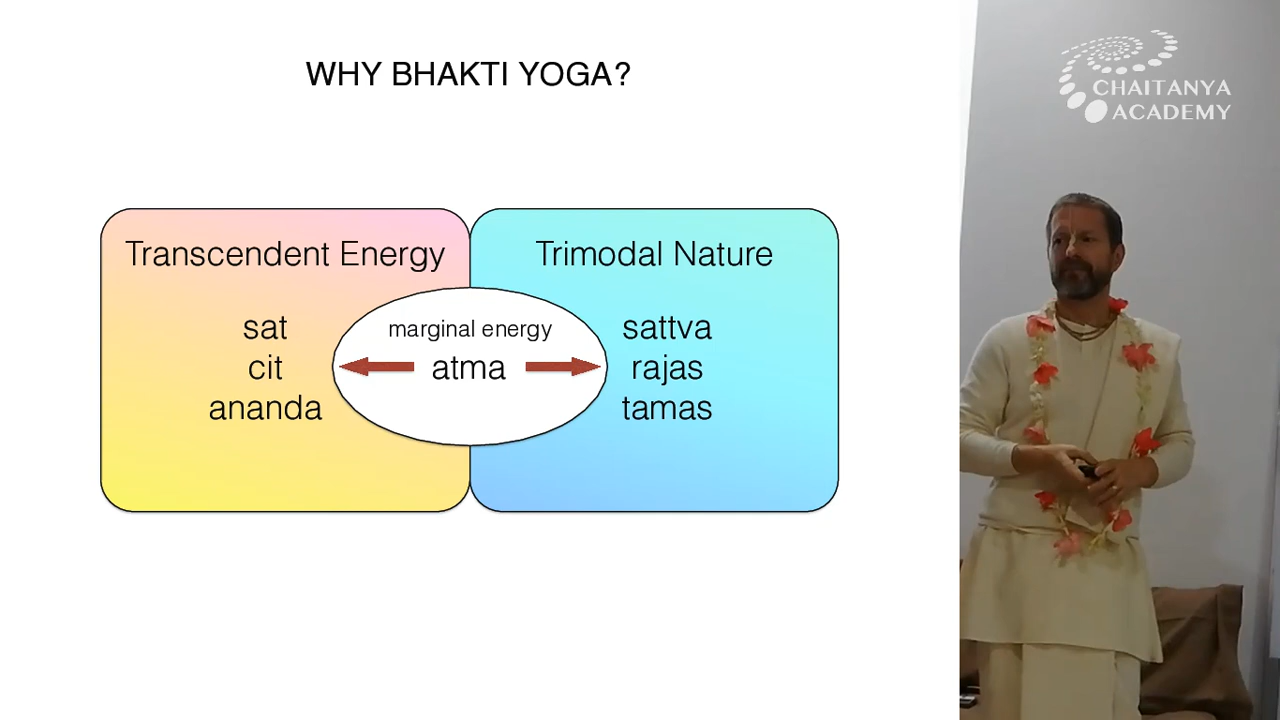 WHY BHAKTI YOGA?
Transcendent Energy
sat
cit
ananda
marginal energy
atma
Trimodal Nature
sattva
rajas
tamas
CHAITANYA
ACADEMY